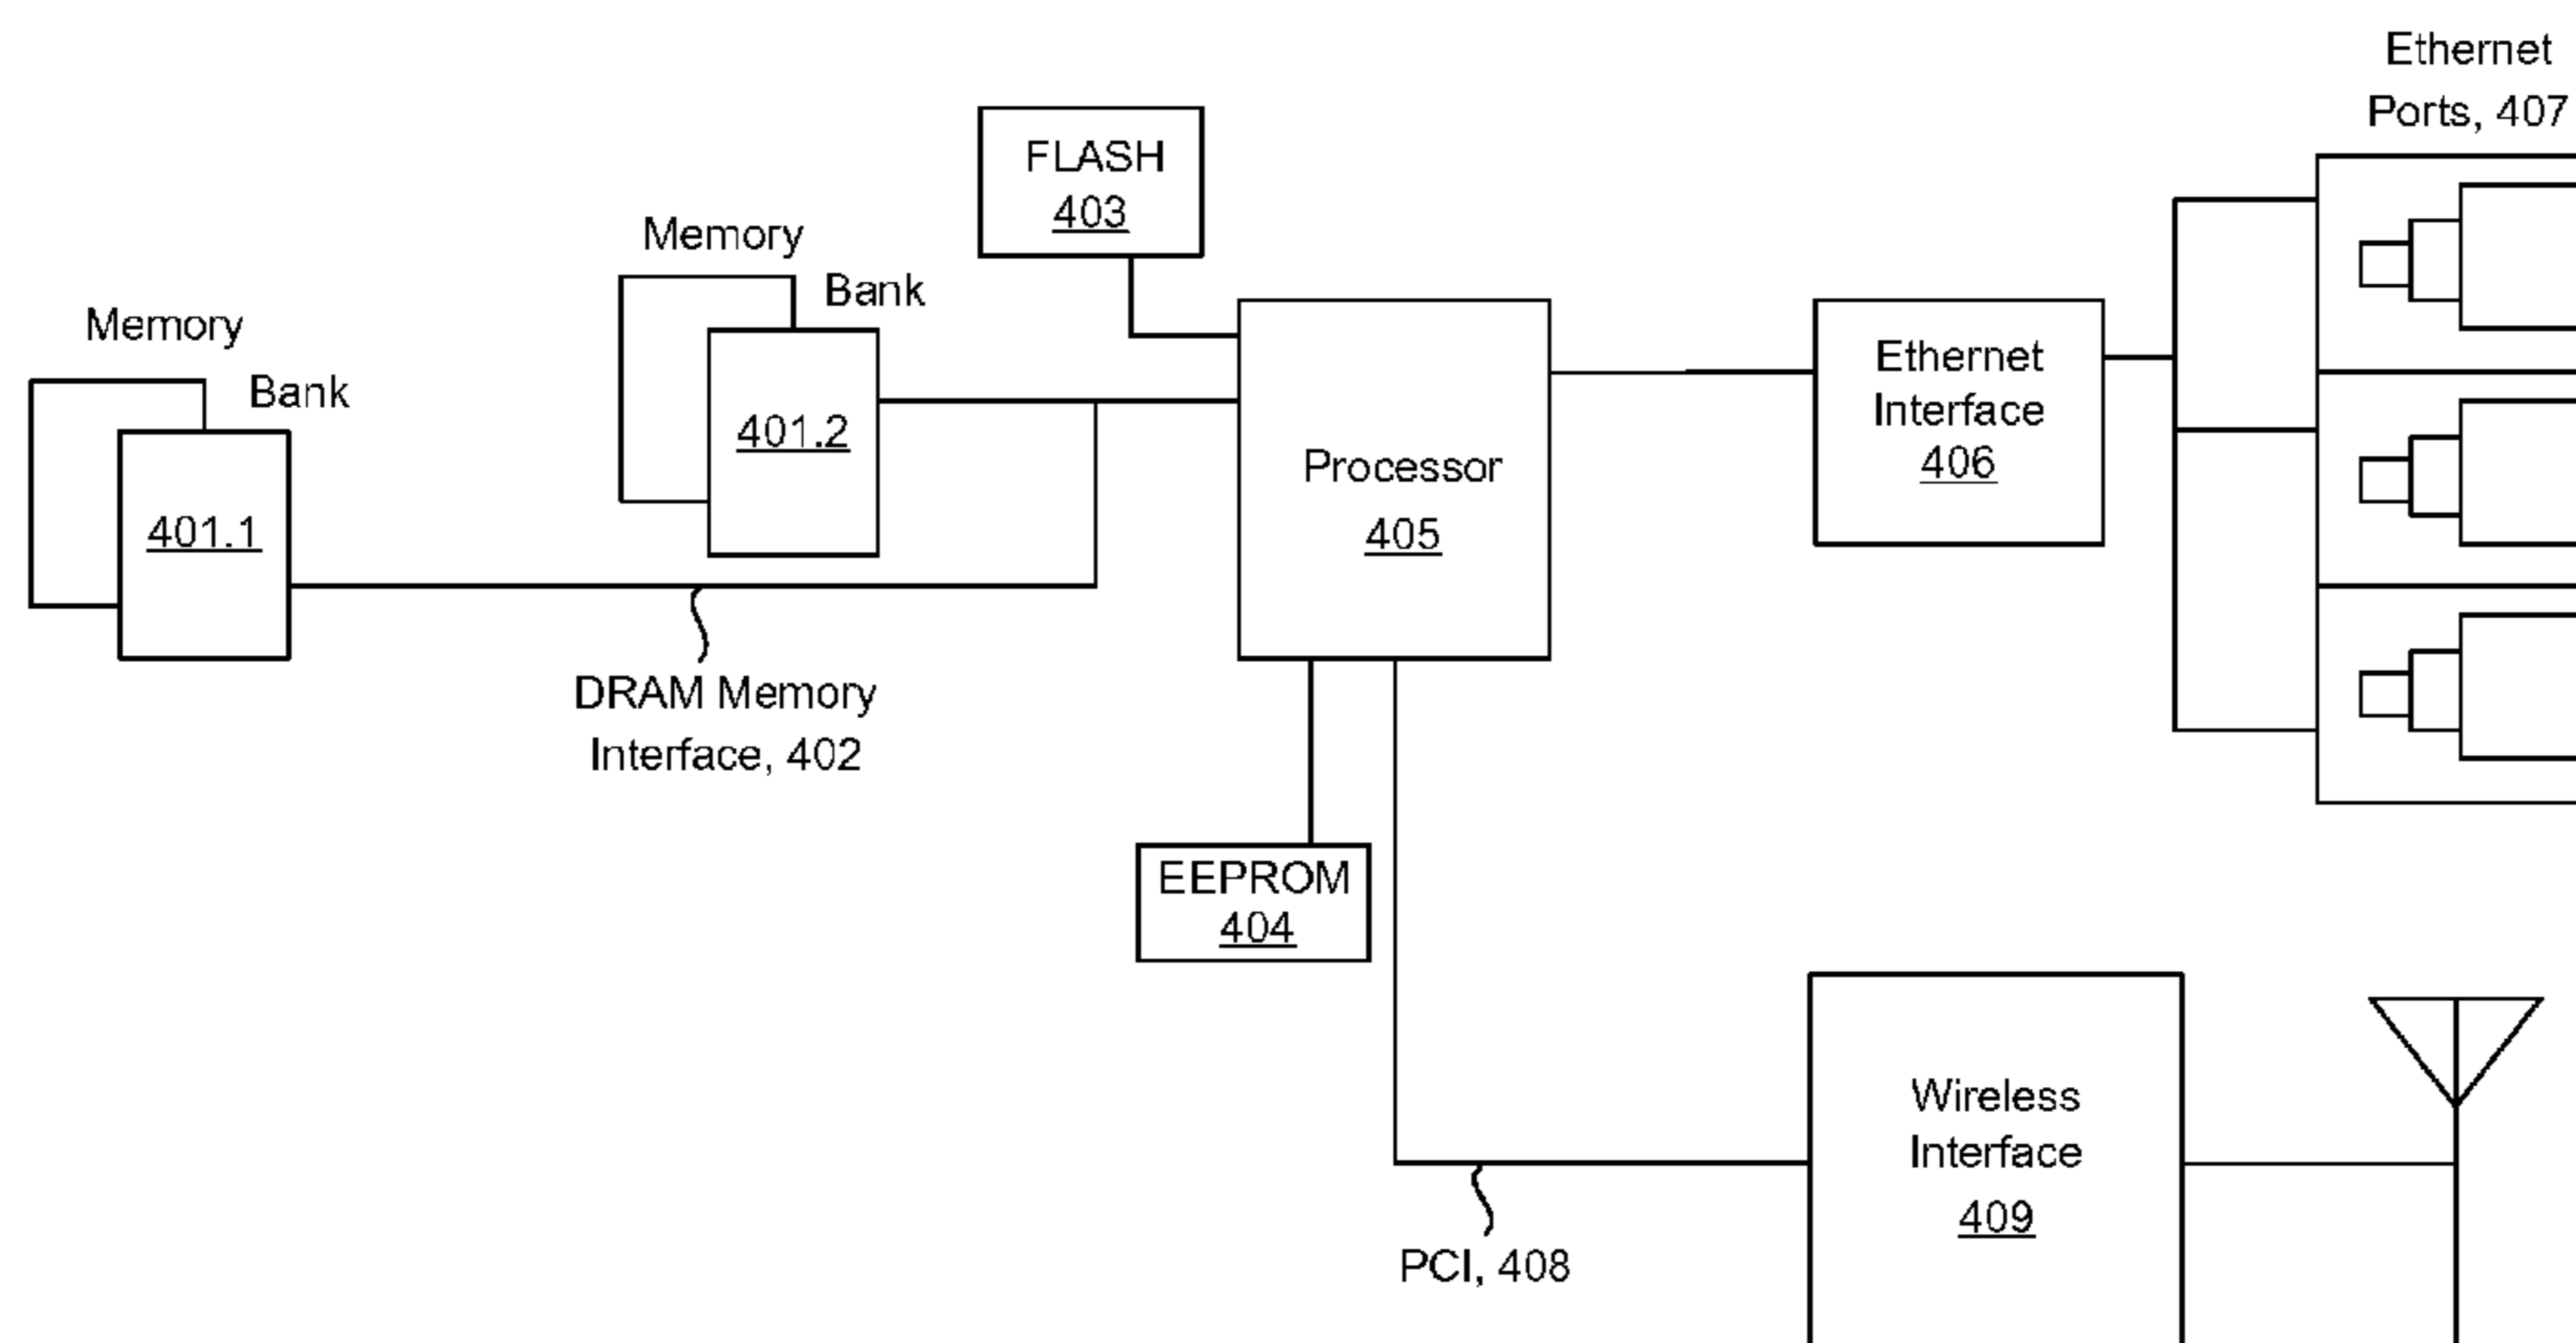 Ethernet
Ports, 407
FLASH
403
Memory
Bank
401.2
Memory
Bank
401.1
Processor
405
Ethernet
Interface
406
DRAM Memory
Interface, 402
EEPROM
404
Wireless
Interface
409
PCI, 408